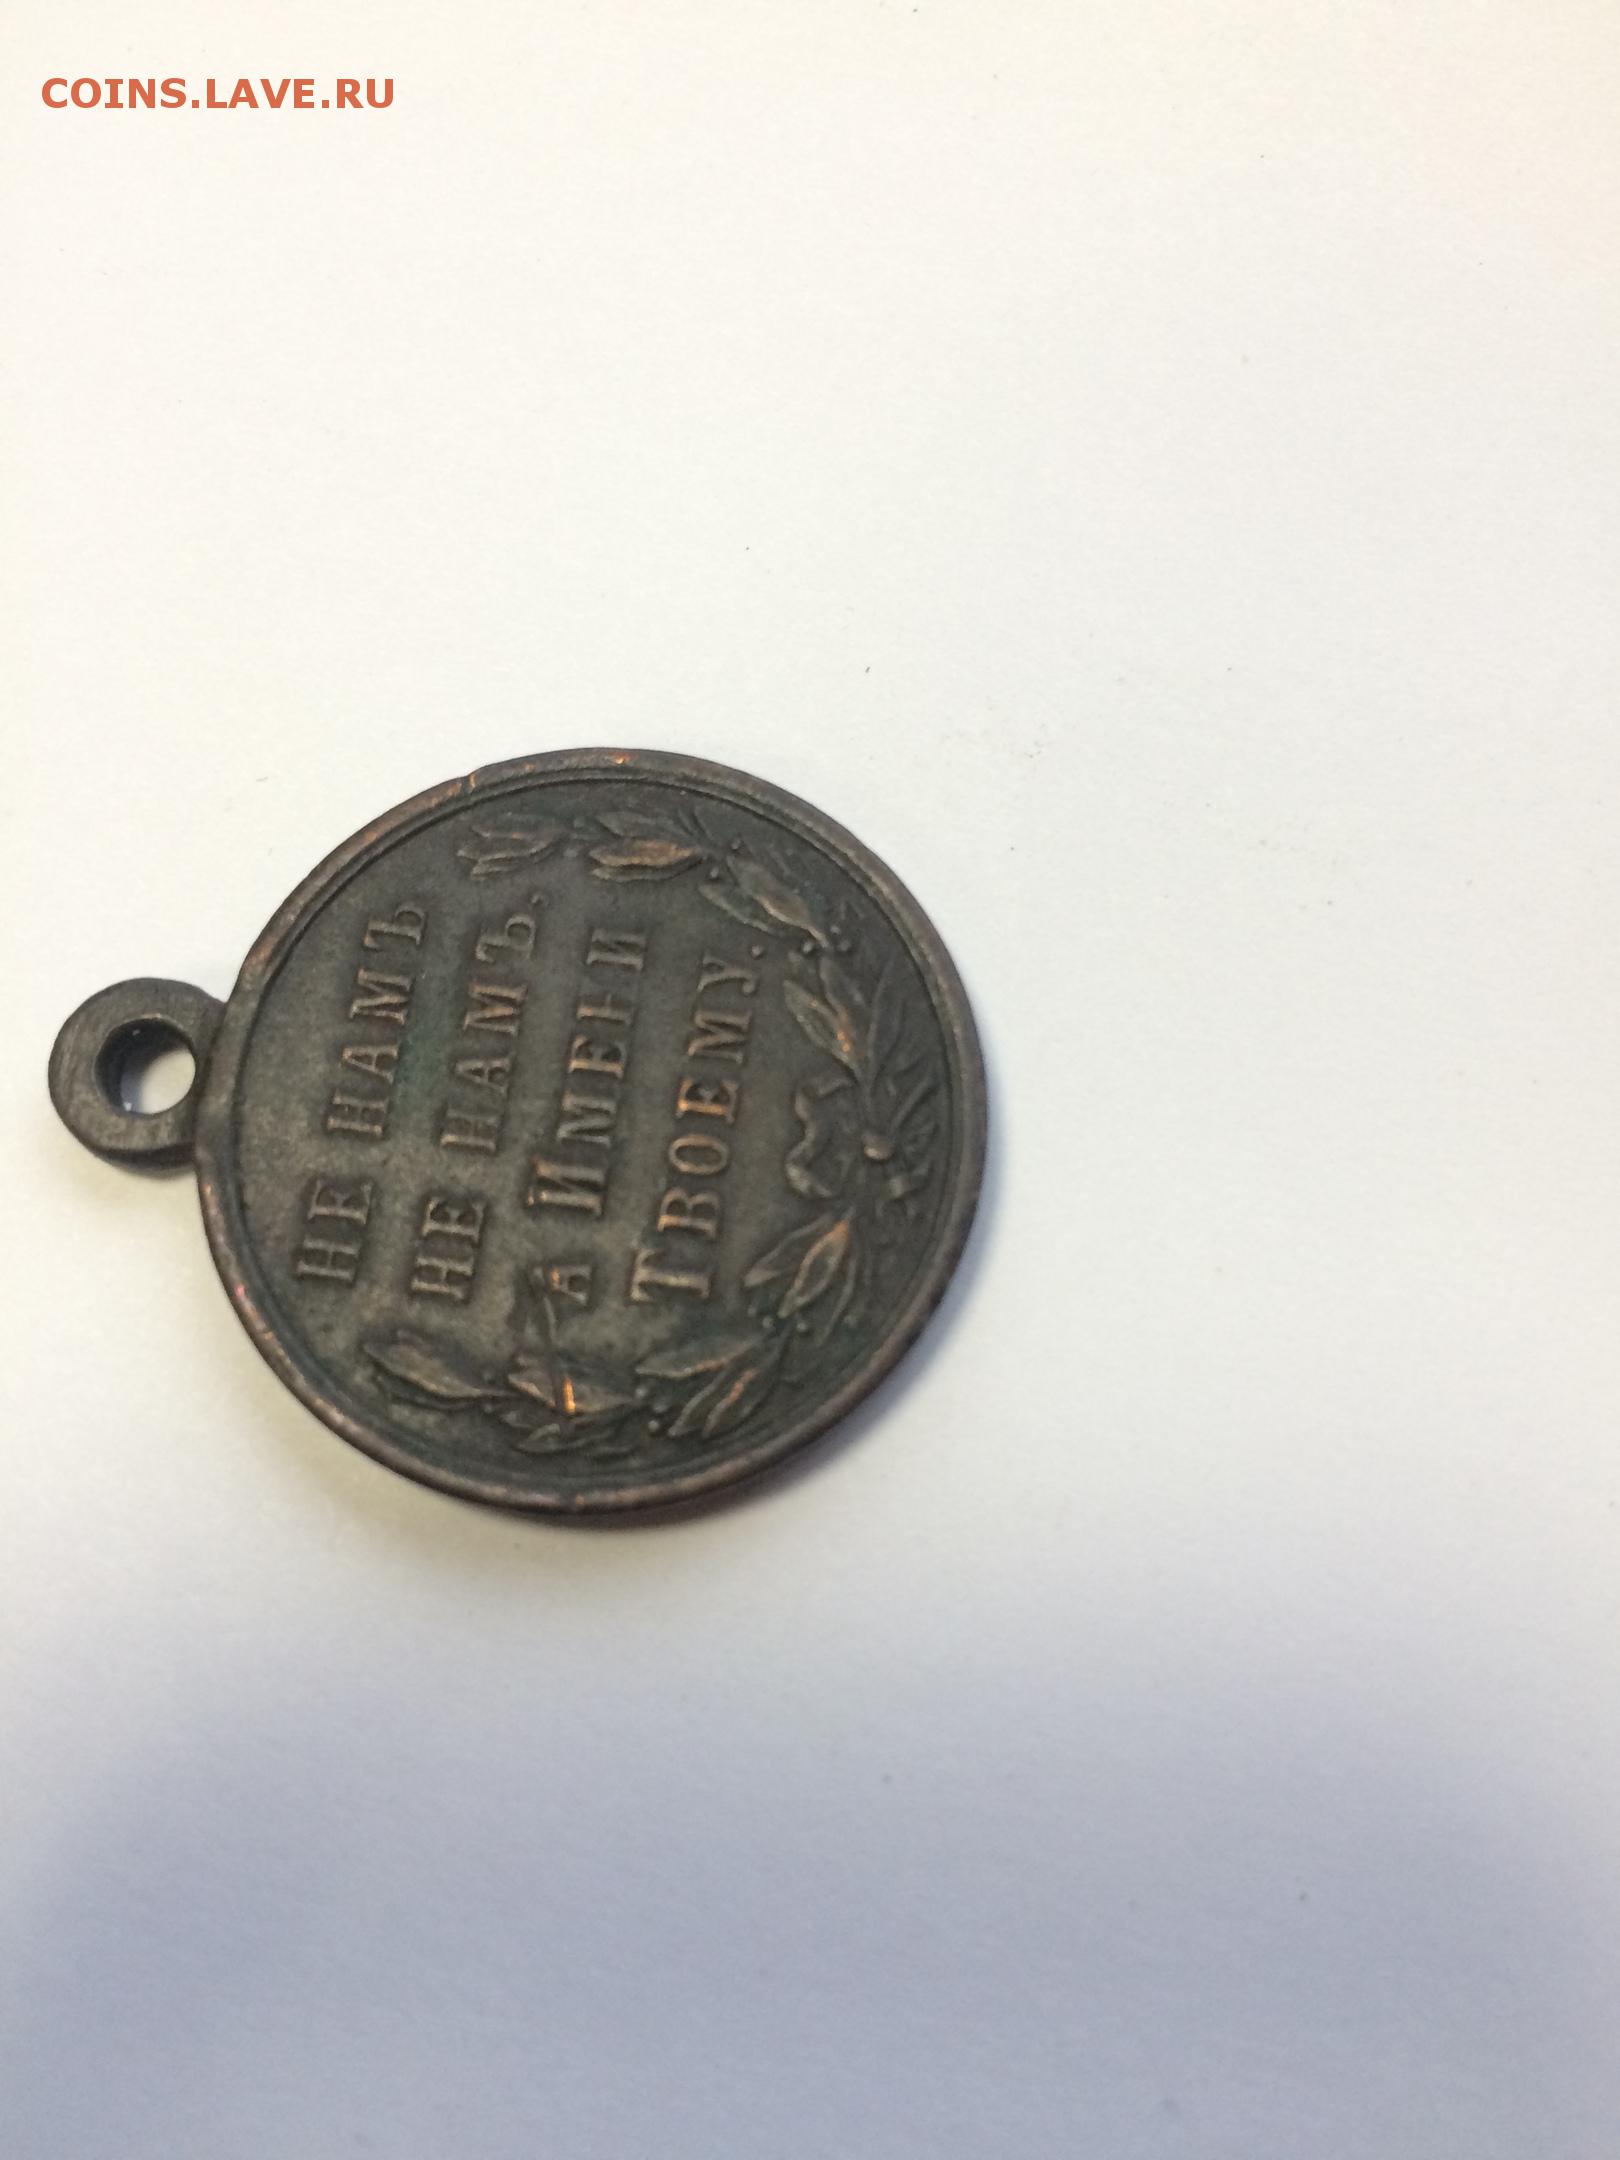 COINS.LAVE.RU
НЕ НАМЪ
НЕ НАМЪ,
А ИМЕНИ
ТВОЕМУ.